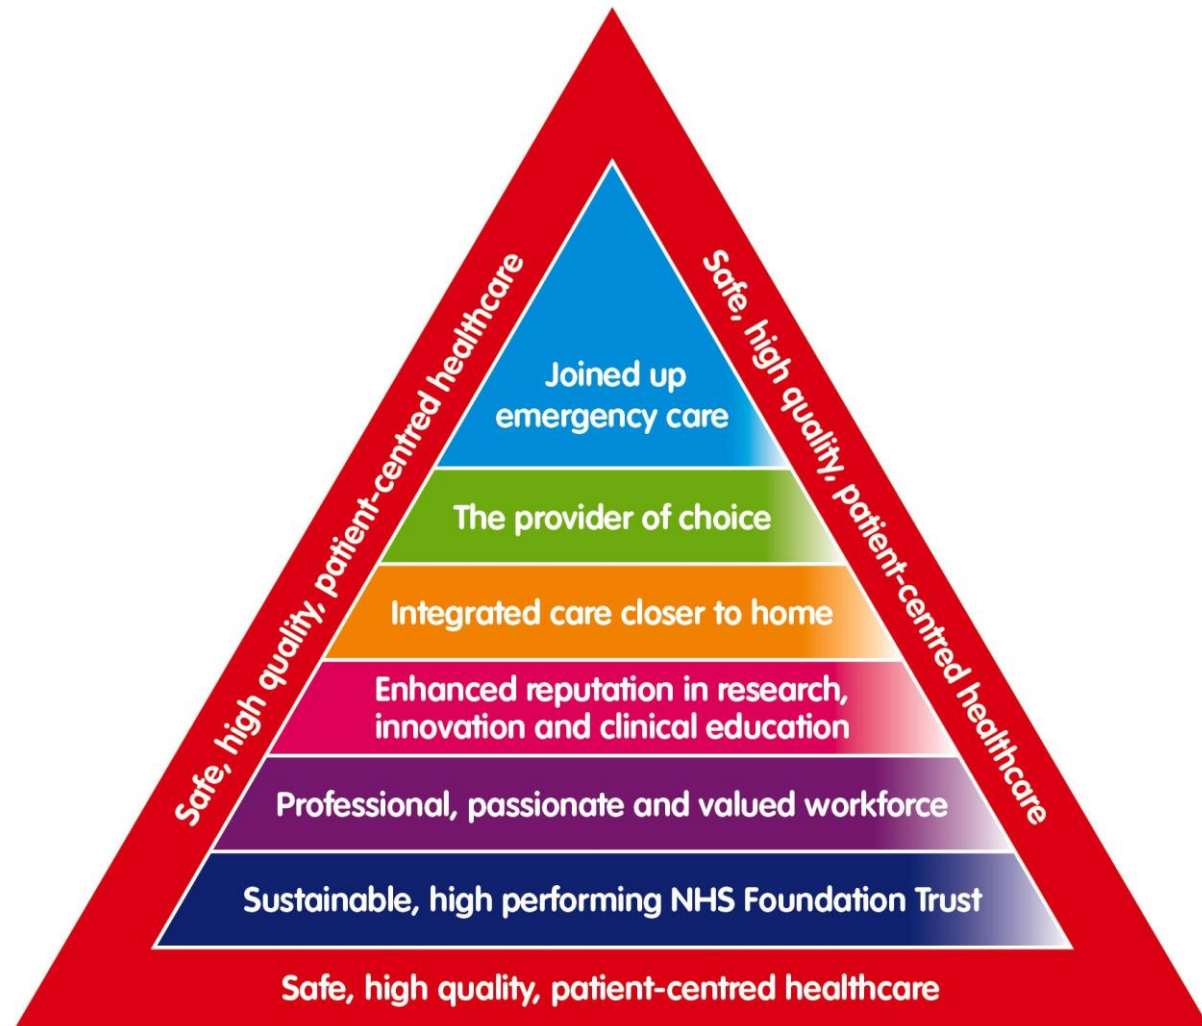 Safe, high quality, patient-centred healthcare
Safe, high quality, patient-centred healthcare
Joined up
emergency care
The provider of choice
Integrated care closer to home
Enhanced reputation in research,
innovation and clinical education
Professional, passionate and valued workforce
Sustainable, high performing NHS Foundation Trust
Safe, high quality, patient-centred healthcare